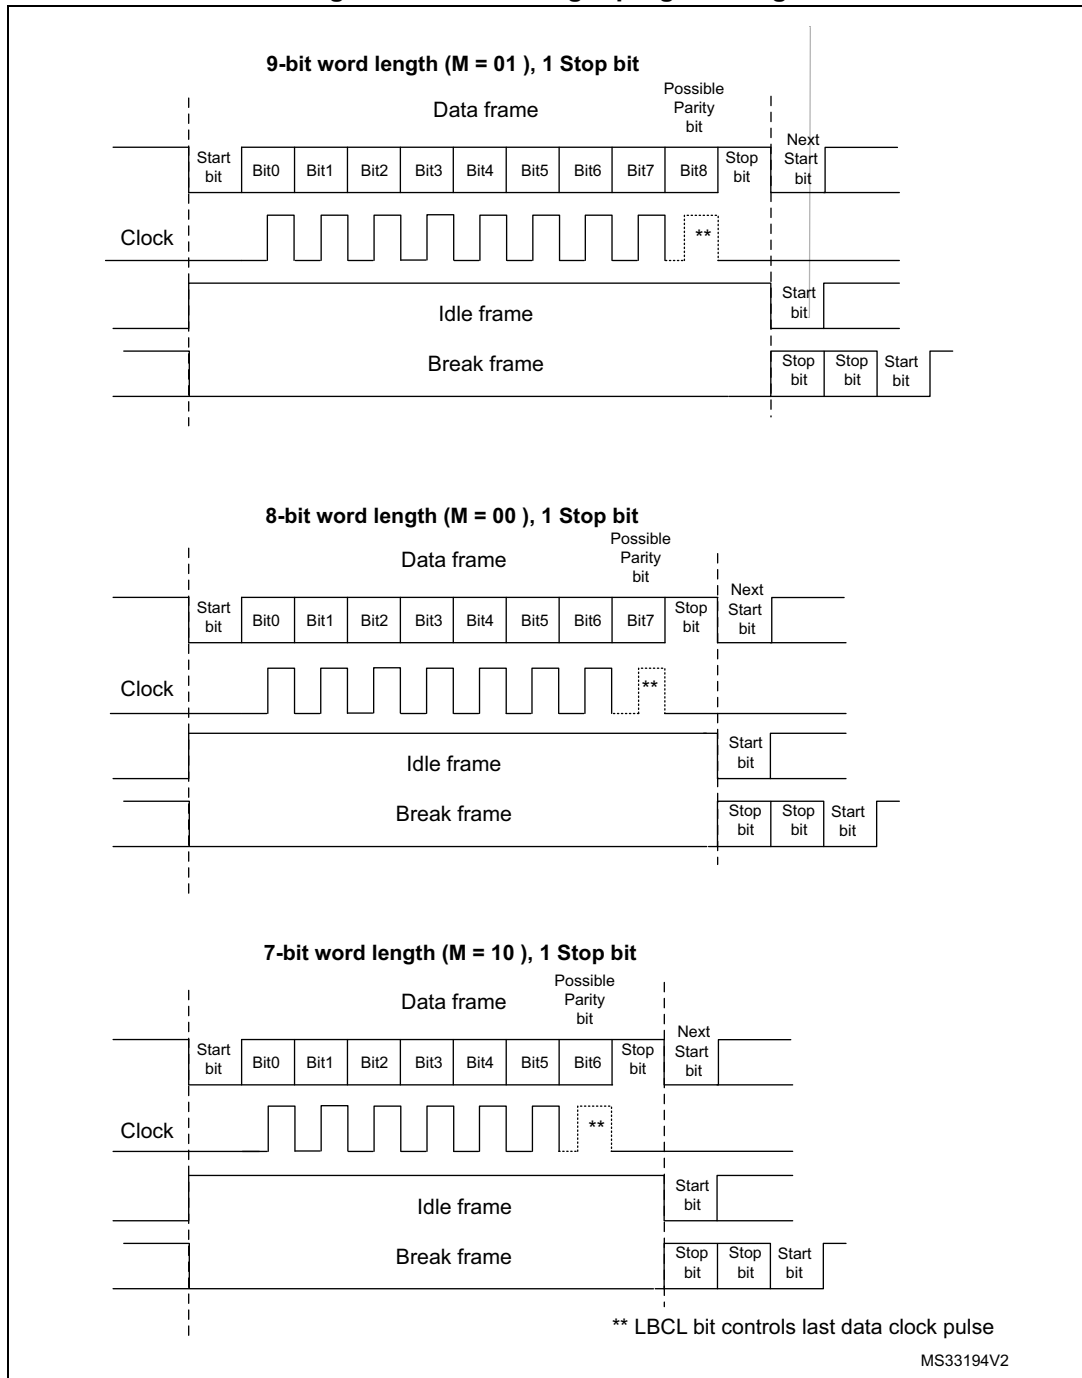 9-bit word length (M = 01 ), 1 Stop bit
Data frame
Possible
Parity
bit
Start
bit
Bit0 Bit1 Bit2 Bit3 Bit4 Bit5 Bit6 Bit7 Bit8
Stop
bit
Next
Start
bit
Clock
**
Idle frame
Start
bit
Break frame
Stop
bit
Stop
bit
Start
bit
8-bit word length (M = 00 ), 1 Stop bit
Data frame
Possible
Parity
bit
Start
bit
Bit0 Bit1 Bit2 Bit3 Bit4 Bit5 Bit6 Bit7
Stop
bit
Next
Start
bit
Clock
**
Idle frame
Start
bit
Break frame
Stop
bit
Stop
bit
Start
bit
7-bit word length (M = 10 ), 1 Stop bit
Data frame
Possible
Parity
bit
Start
bit
Bit0 Bit1 Bit2 Bit3 Bit4 Bit5 Bit6
Stop
bit
Next
Start
bit
Clock
**
Idle frame
Start
bit
Break frame
Stop
bit
Stop
bit
Start
bit
** LBCL bit controls last data clock pulse
MS33194V2